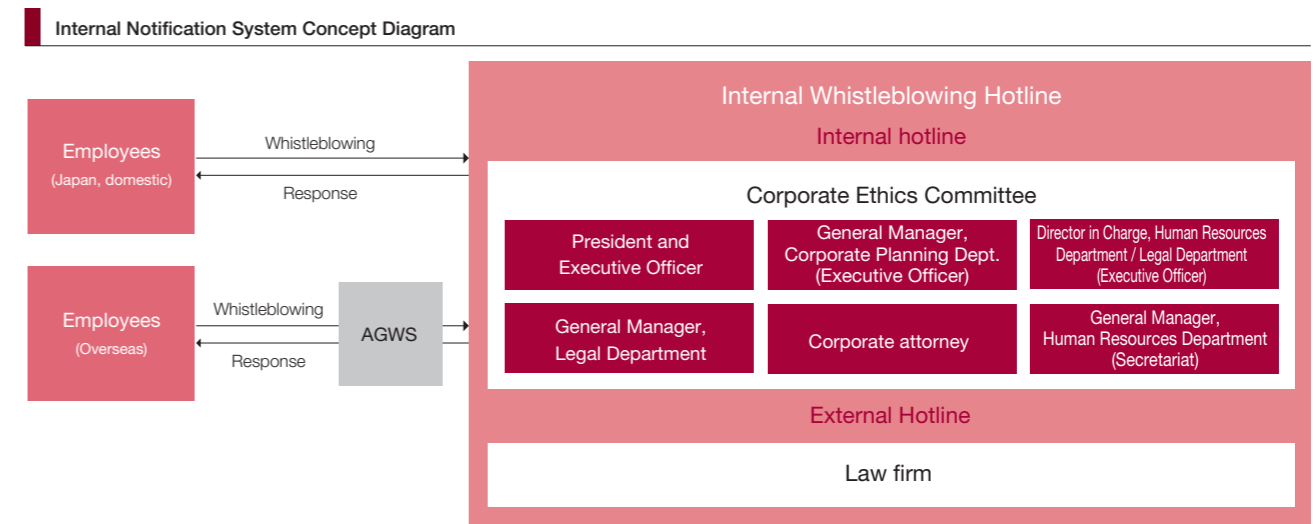 Internal Notification System Concept Diagram
Employees
(Japan, domestic)
Whistleblowing
Response
Employees
(Overseas)
Whistleblowing
Response
AGWS
Internal Whistleblowing Hotline
Internal hotline
Corporate Ethics Committee
President and
Executive Officer
General Manager,
Corporate Planning Dept.
(Executive Officer)
Director in Charge, Human Resources
Department / Legal Department
(Executive Officer)
General Manager,
Legal Department
Corporate attorney
General Manager,
Human Resources Department
(Secretariat)
External Hotline
Law firm